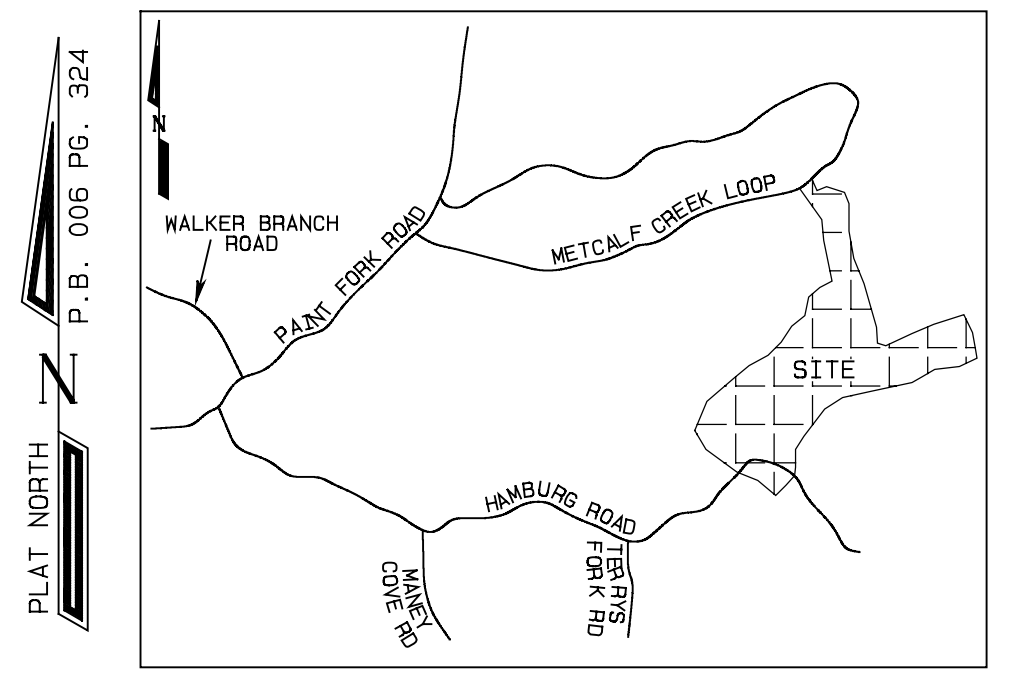 P.B. 006 PG. 324
N
PLAT NORTH
N
WALKER BRANCH
ROAD
PAINT FORK ROAD
METCALF CREEK LOOP
SITE
HAMBURG ROAD
MANEY
COVE RD
TERRYS
FORK RD